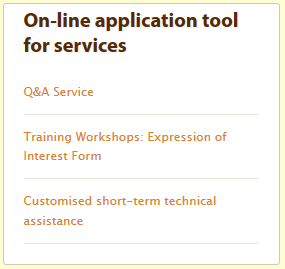 On-line application tool
for services
Q&A Service
Training Workshops: Expression of
Interest Form
Customised short-term technical
assistance